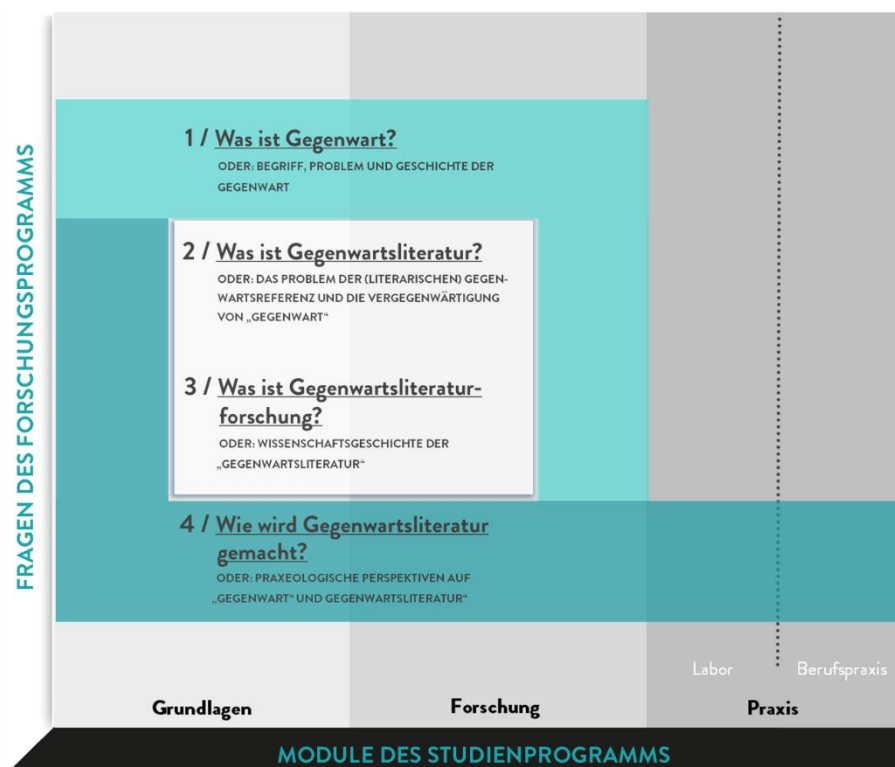 FRAGEN DES FORSCHUNGSPROGRAMMS
1 / Was ist Gegenwart?
ODER: BEGRIFF, PROBLEM UND GESCHICHTE DER
GEGENWART
2 / Was ist Gegenwartsliteratur?
ODER: DAS PROBLEM DER (LITERARISCHEN) GEGEN-
WARTSREFERENZ UND DIE VERGEGENWÄRTIGUNG
VON „GEGENWART“
3 / Was ist Gegenwartsliteratur-
forschung?
ODER: WISSENSCHAFTSGESCHICHTE DER
„GEGENWARTSLITERATUR“
4 / Wie wird Gegenwartsliteratur
gemacht?
ODER: PRAXEOLOGISCHE PERSPEKTIVEN AUF
„GEGENWART“ UND GEGENWARTSLITERATUR“
Labor
Berufspraxis
Grundlagen
Forschung
Praxis
MODULE DES STUDIENPROGRAMMS